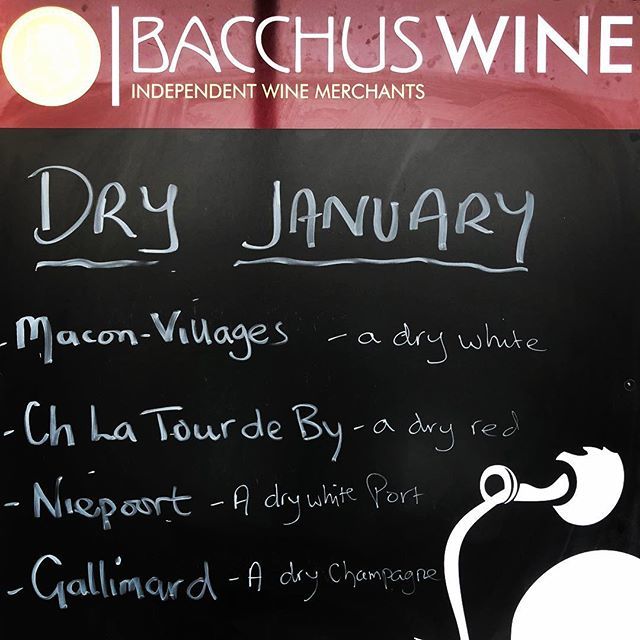 BACCHUS WINE
INDEPENDENT WINE MERCHANTS
DRY JANUARY
- Macon-Villages - a dry white
- Ch La Tour de By - a dry red
- Niepoort - A dry white Port
- Gallimard - A dry Champagne